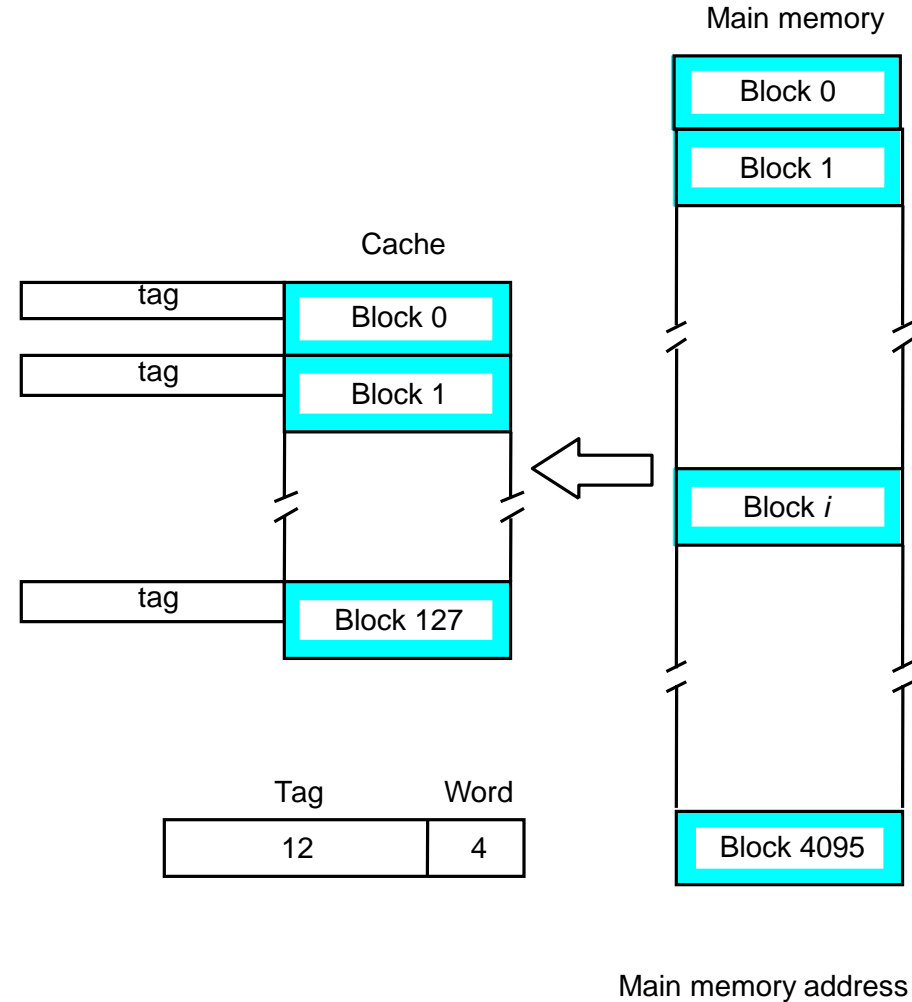 Main memory
Block 0
Block 1
Cache
tag
Block 0
tag
Block 1
Block i
tag
Block 127
Tag Word
12 4
Block 4095
Main memory address